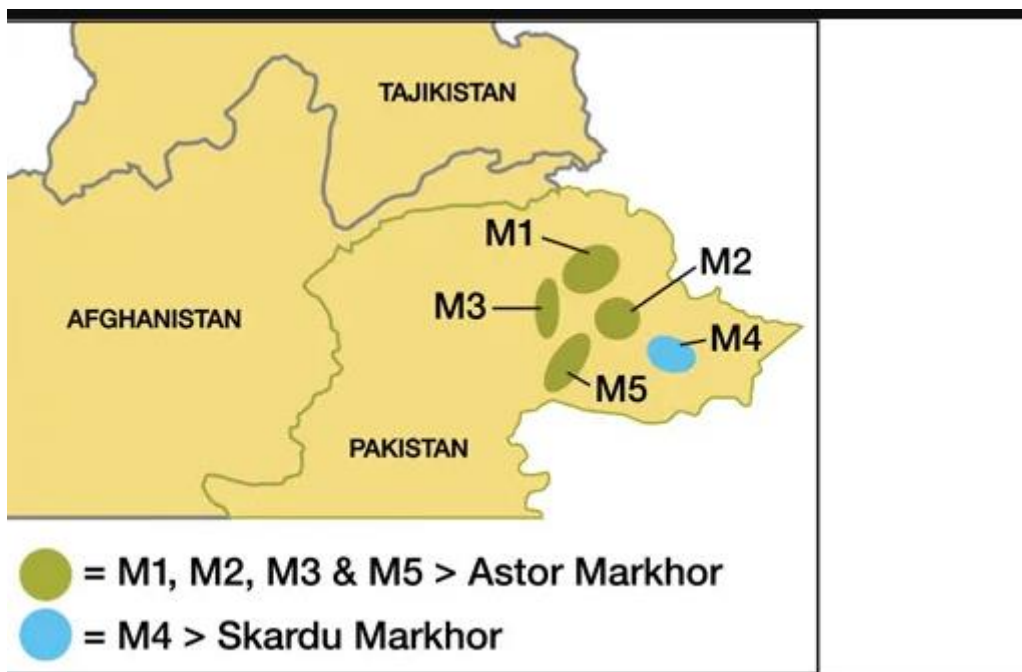 TAJIKISTAN
M1
M2
M3
AFGHANISTAN
M4
M5
PAKISTAN
= M1, M2, M3 & M5 > Astor Markhor
= M4 > Skardu Markhor